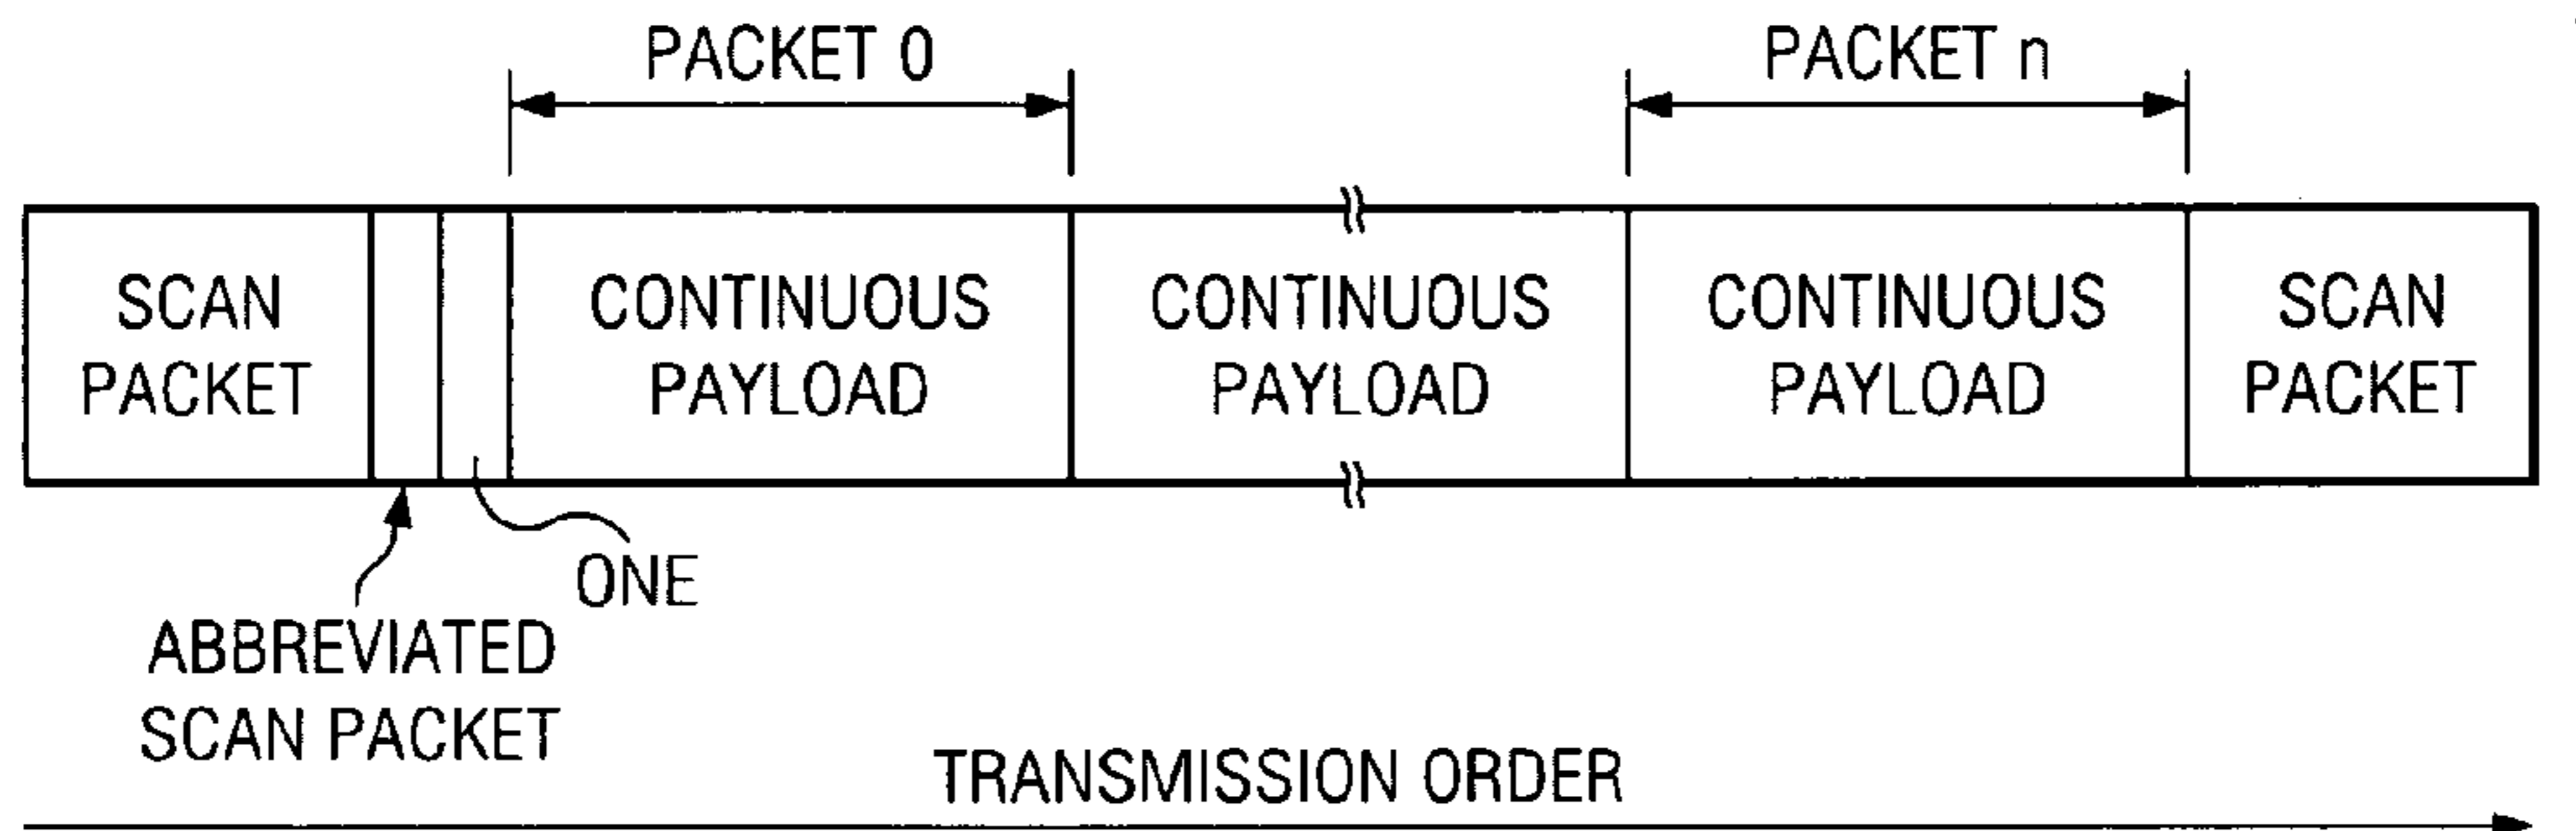 PACKET 0
PACKET n
SCAN
PACKET
CONTINUOUS
PAYLOAD
CONTINUOUS
PAYLOAD
CONTINUOUS
PAYLOAD
SCAN
PACKET
ONE
ABBREVIATED
SCAN PACKET
TRANSMISSION ORDER